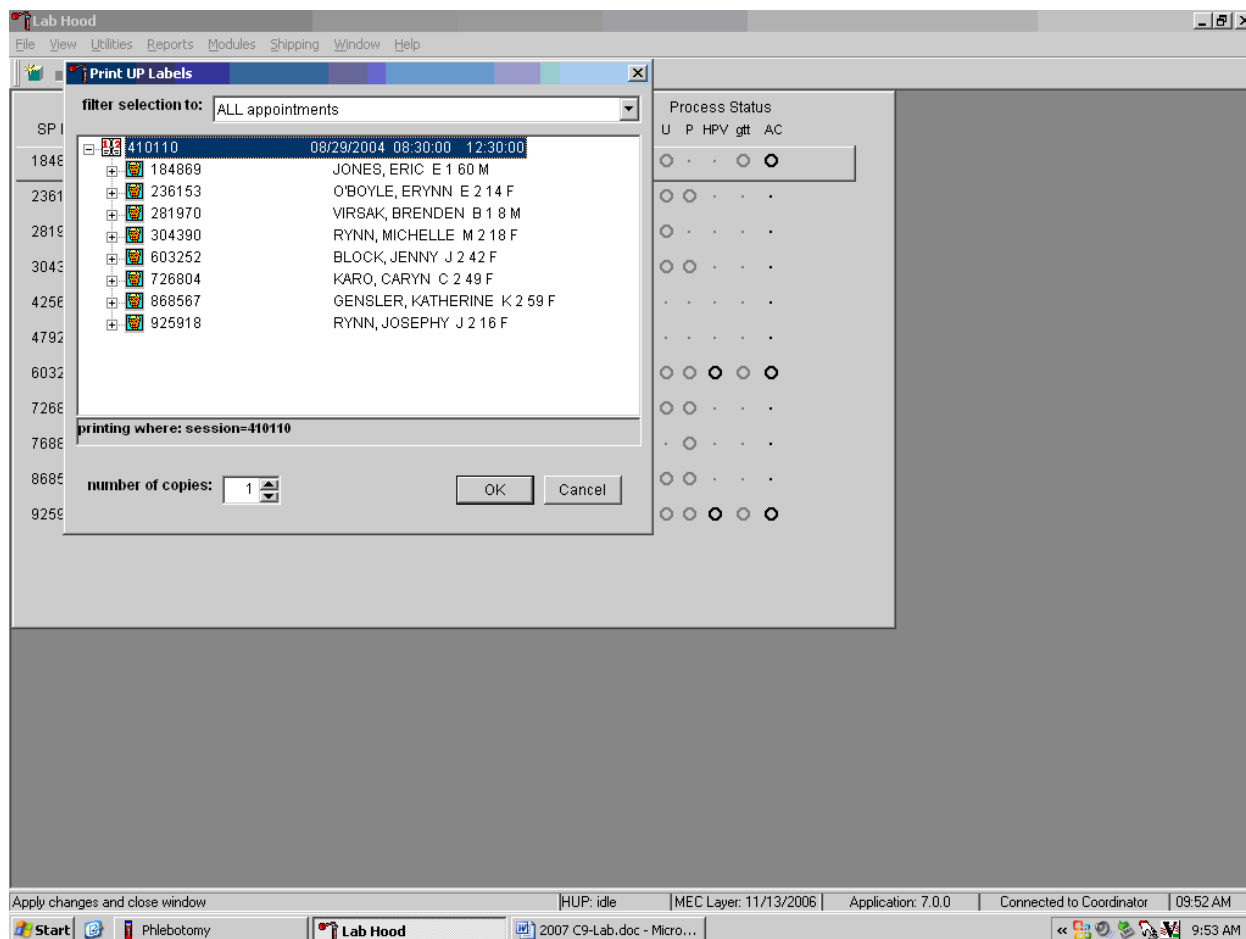 Lab Hood
File View Utilities Reports Modules Shipping Window Help
Print UP Labels
filter selection to: ALL appointments
410110 08/29/2004 08:30:00 12:30:00
184869 JONES, ERIC E 1 60 M
236153 O'BOYLE, ERYNN E 2 14 F
281970 VIRSAK, BRENDEN B 1 8 M
304390 RYNN, MICHELLE M 2 18 F
603252 BLOCK, JENNY J 2 42 F
726804 KARO, CARYN C 2 49 F
868567 GENSLER, KATHERINE K 2 59 F
925918 RYNN, JOSEPHY J 2 16 F
printing where: session=410110
number of copies: 1 OK Cancel
Process Status
SP I U P HPV gtt AC
1848
2361
2819
3043
4256
4792
6032
7268
7688
8685
9259
Apply changes and close window HUP: idle MEC Layer: 11/13/2006 Application: 7.0.0 Connected to Coordinator 09:52 AM
Start Phlebotomy Lab Hood 2007 C9-Lab.doc - Micro... « 9:53 AM